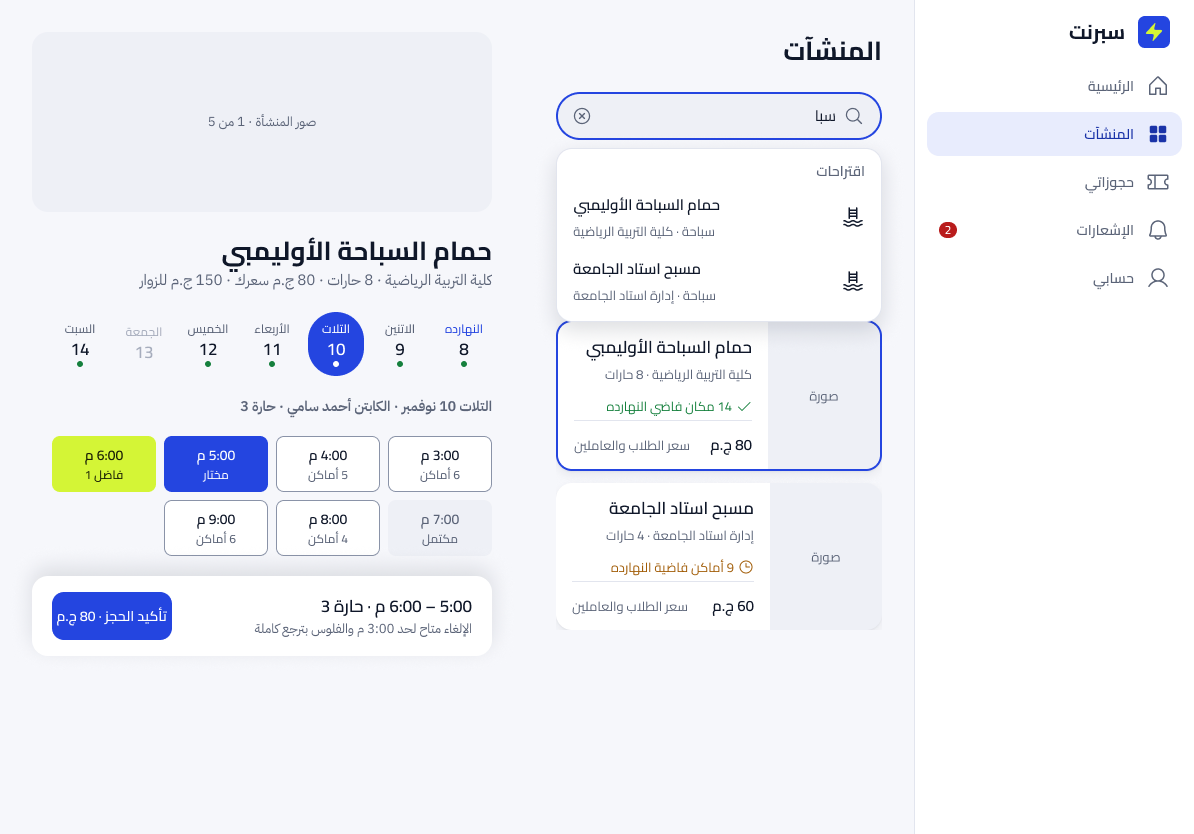 سبرنت
الرئيسية
المنشآت
حجوزاتي
الإشعارات
2
حسابي
المنشآت
سبا
اقتراحات
حمام السباحة الأوليمبي
سباحة · كلية التربية الرياضية
مسبح استاد الجامعة
سباحة · إدارة استاد الجامعة
صورة
حمام السباحة الأوليمبي
كلية التربية الرياضية · 8 حارات
14 مكان فاضي النهارده
80 ج.م
سعر الطلاب والعاملين
صورة
مسبح استاد الجامعة
إدارة استاد الجامعة · 4 حارات
9 أماكن فاضية النهارده
60 ج.م
سعر الطلاب والعاملين
صور المنشأة · 1 من 5
حمام السباحة الأوليمبي
كلية التربية الرياضية · 8 حارات · 80 ج.م سعرك · 150 ج.م للزوار
النهارده
8
الاتنين
9
التلات
10
الأربعاء
11
الخميس
12
الجمعة
13
السبت
14
التلات 10 نوفمبر · الكابتن أحمد سامي · حارة 3
3:00 م
6 أماكن
4:00 م
5 أماكن
5:00 م
مختار
6:00 م
فاضل 1
7:00 م
مكتمل
8:00 م
4 أماكن
9:00 م
6 أماكن
5:00 – 6:00 م · حارة 3
الإلغاء متاح لحد 3:00 م والفلوس بترجع كاملة
تأكيد الحجز · 80 ج.م